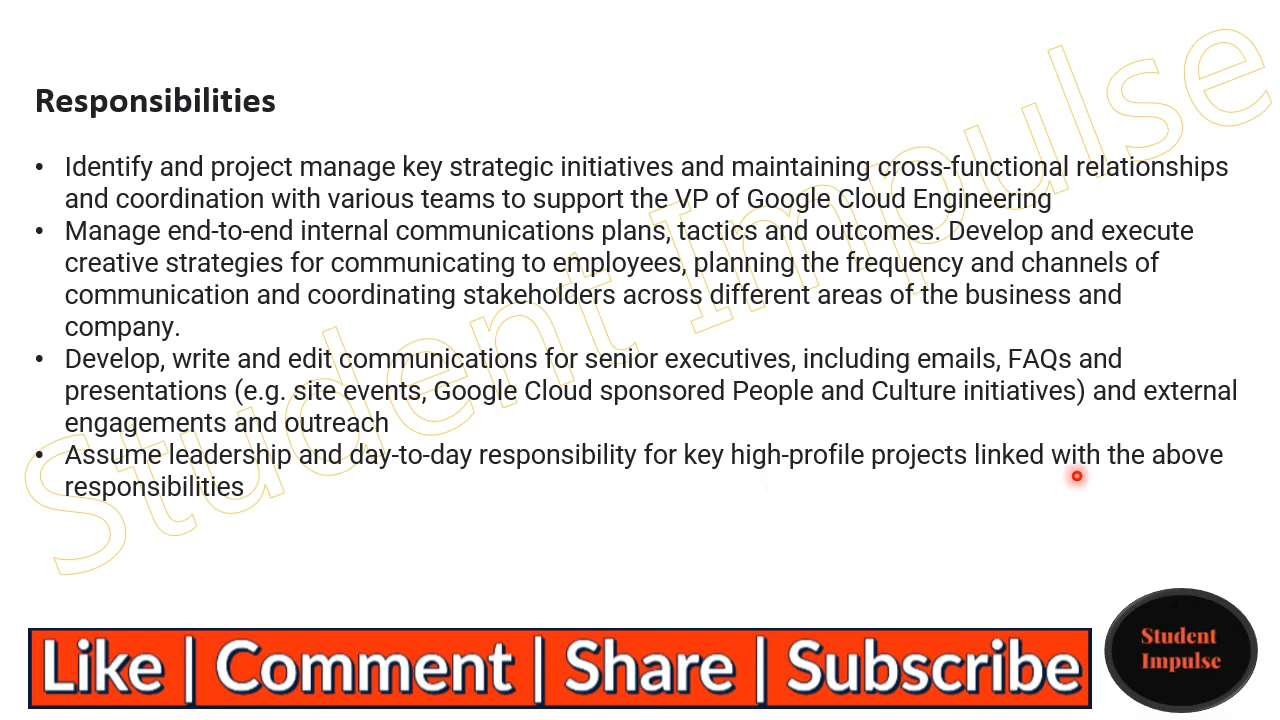 Responsibilities
• Identify and project manage key strategic initiatives and maintaining cross-functional relationships
and coordination with various teams to support the VP of Google Cloud Engineering
• Manage end-to-end internal communications plans, tactics and outcomes. Develop and execute
creative strategies for communicating to employees, planning the frequency and channels of
communication and coordinating stakeholders across different areas of the business and
company.
• Develop, write and edit communications for senior executives, including emails, FAQs and
presentations (e.g. site events, Google Cloud sponsored People and Culture initiatives) and external
engagements and outreach
• Assume leadership and day-to-day responsibility for key high-profile projects linked with the above
responsibilities
Student Impulse
Like | Comment | Share | Subscribe
Student
Impulse